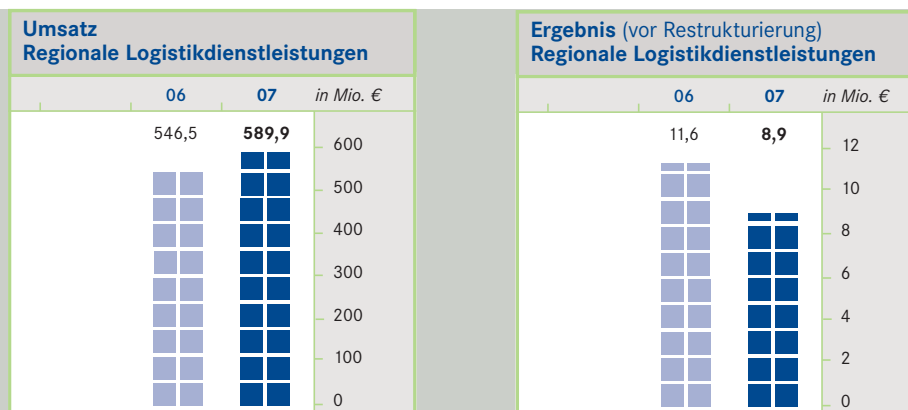 Umsatz
Regionale Logistikdienstleistungen
06 07 in Mio. €
546,5 589,9
600
500
400
300
200
100
0
Ergebnis (vor Restrukturierung)
Regionale Logistikdienstleistungen
06 07 in Mio. €
11,6 8,9
12
10
8
6
4
2
0